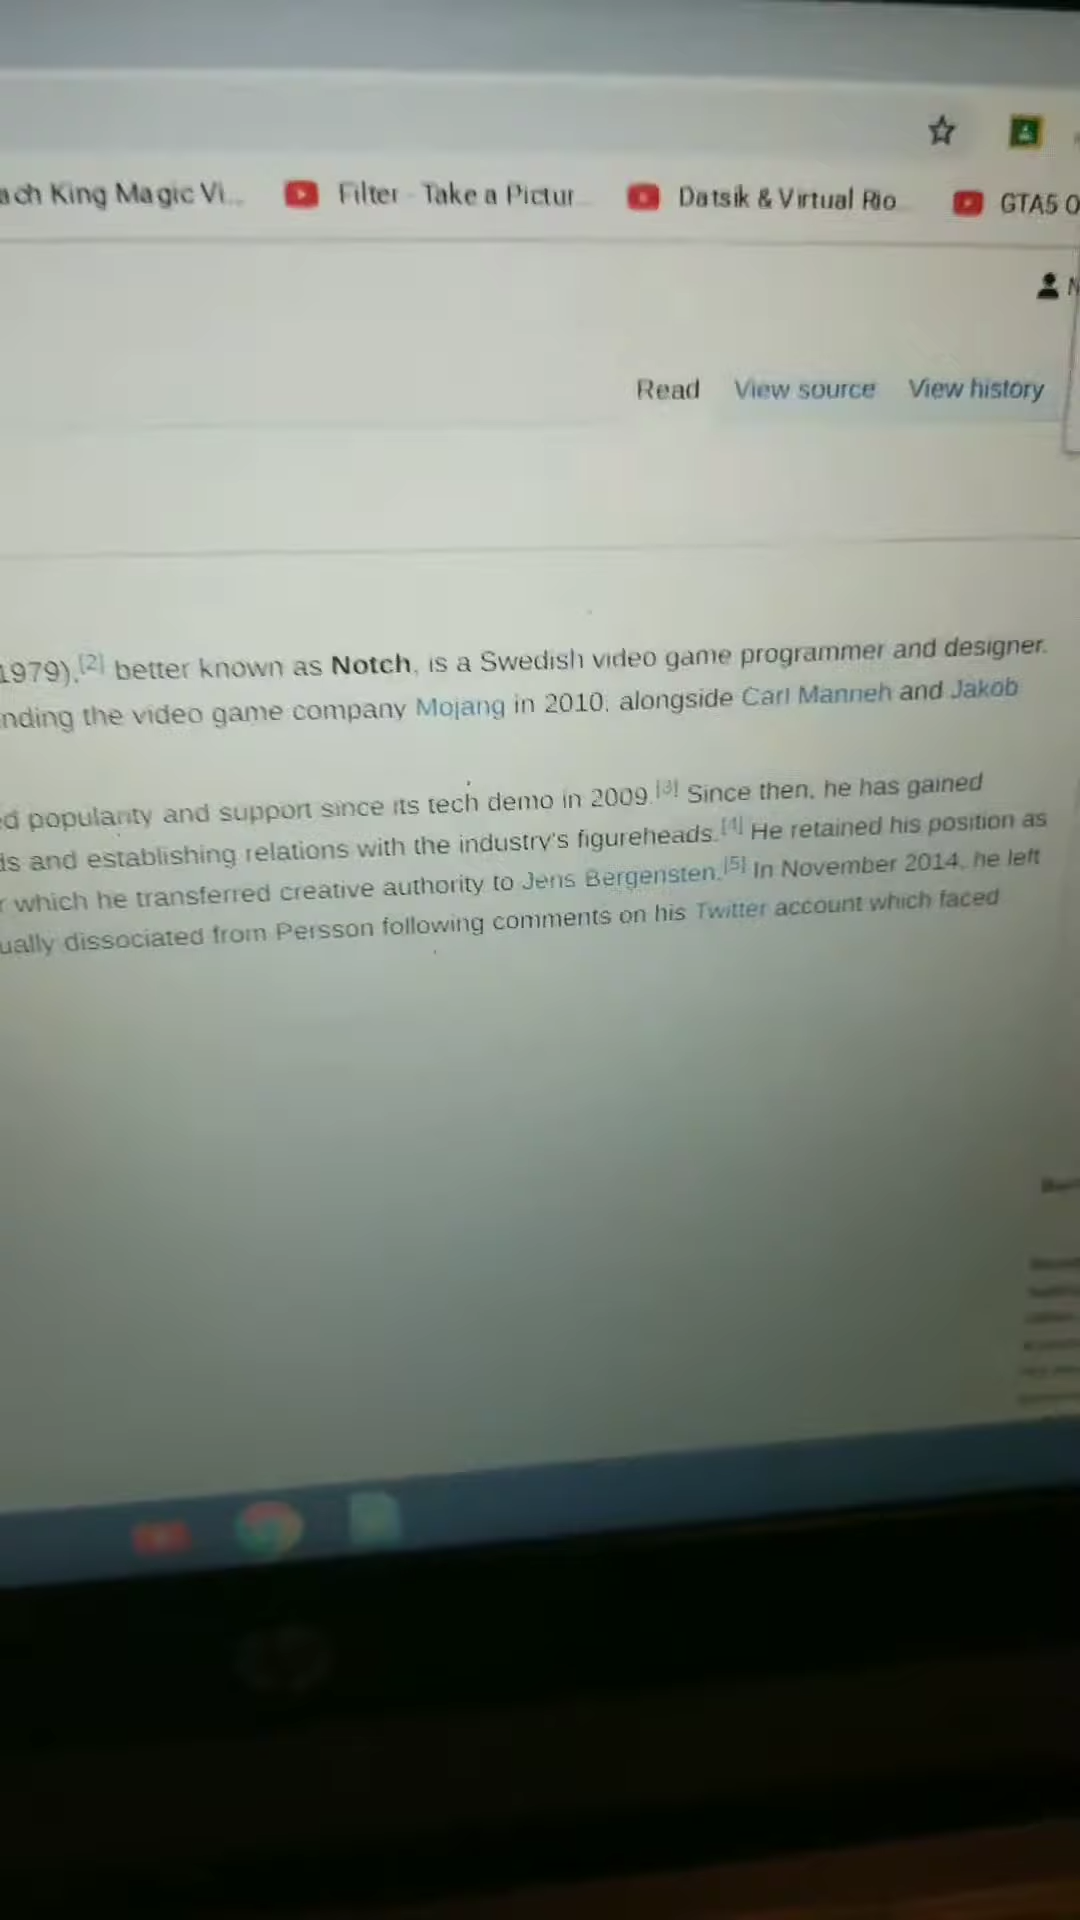 ach King Magic Vi...
Filter - Take a Pictur...
Datsik & Virtual Rio...
GTA5 O
N
Read View source View history
1979),[2] better known as Notch, is a Swedish video game programmer and designer.
nding the video game company Mojang in 2010, alongside Carl Manneh and Jakob
ed popularity and support since its tech demo in 2009.[3] Since then, he has gained
ds and establishing relations with the industry's figureheads.[4] He retained his position as
r which he transferred creative authority to Jens Bergensten.[5] In November 2014, he left
ually dissociated from Persson following comments on his Twitter account which faced